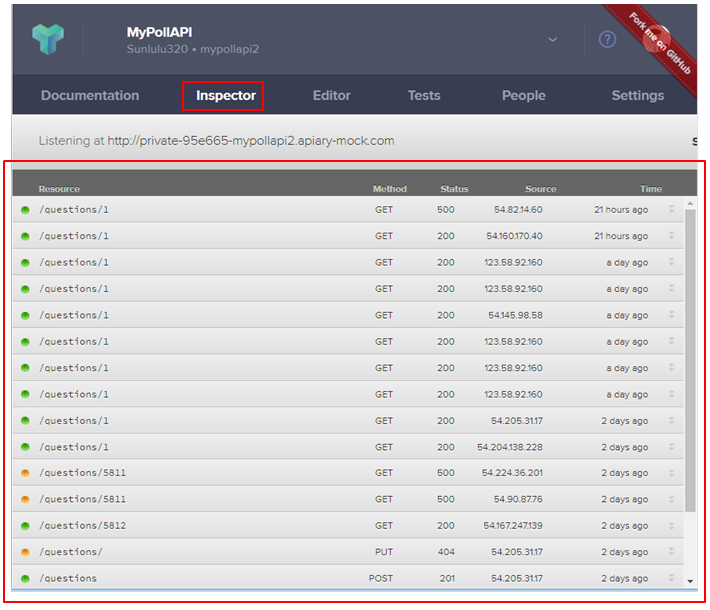 MyPollAPI
Sunlulu320 • mypollapi2
?
Fork me on GitHub
Documentation Inspector Editor Tests People Settings
Listening at http://private-95e665-mypollapi2.apiary-mock.com
Resource Method Status Source Time
/questions/1 GET 500 54.82.14.60 21 hours ago
/questions/1 GET 200 54.160.170.40 21 hours ago
/questions/1 GET 200 123.58.92.160 a day ago
/questions/1 GET 200 123.58.92.160 a day ago
/questions/1 GET 200 54.145.98.58 a day ago
/questions/1 GET 200 123.58.92.160 a day ago
/questions/1 GET 200 123.58.92.160 a day ago
/questions/1 GET 200 123.58.92.160 a day ago
/questions/1 GET 200 54.205.31.17 2 days ago
/questions/1 GET 200 54.204.138.228 2 days ago
/questions/5811 GET 500 54.224.36.201 2 days ago
/questions/5811 GET 500 54.90.87.76 2 days ago
/questions/5812 GET 200 54.167.247.139 2 days ago
/questions/ PUT 404 54.205.31.17 2 days ago
/questions POST 201 54.205.31.17 2 days ago